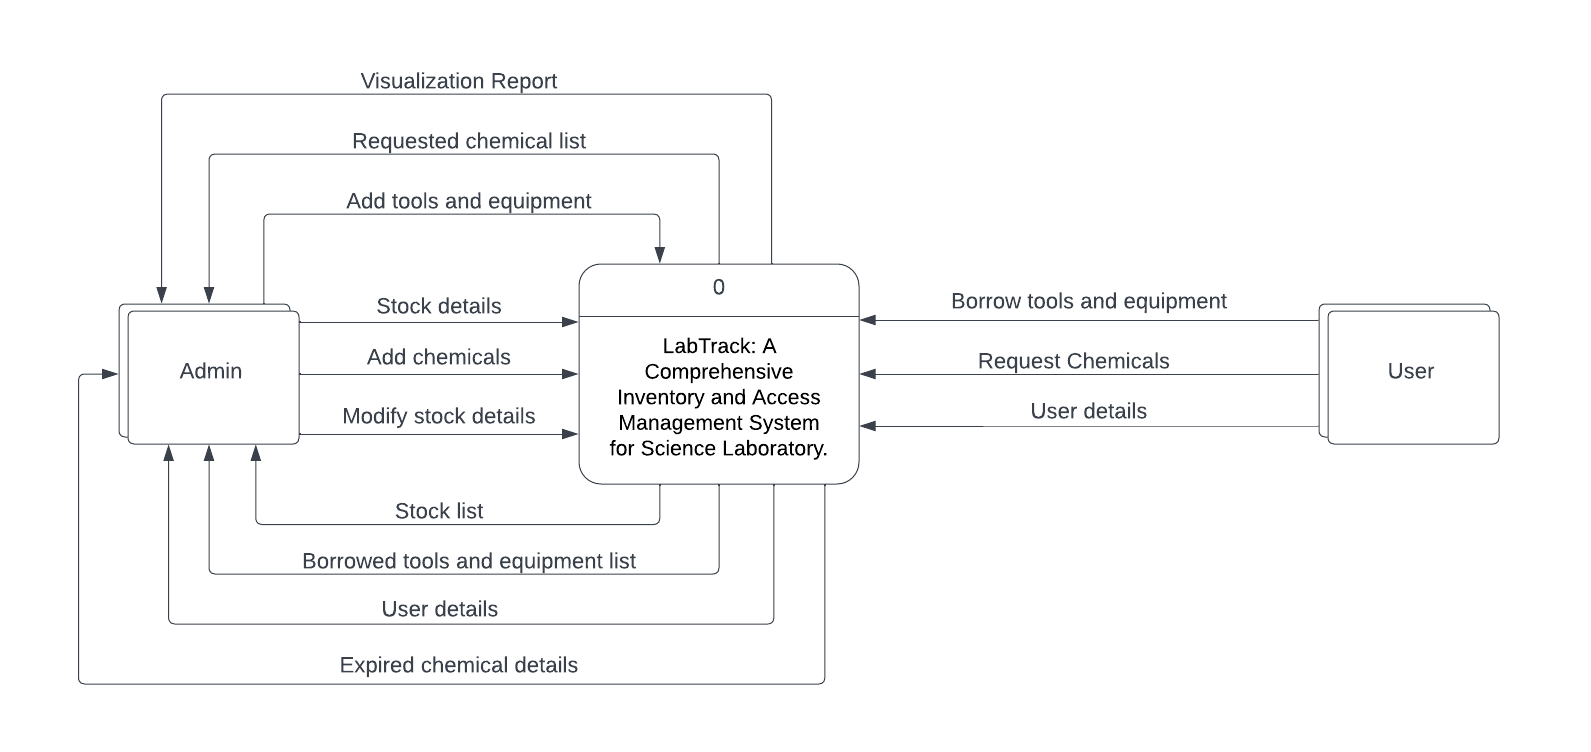 Visualization Report
Requested chemical list
Add tools and equipment
0
Stock details
Borrow tools and equipment
LabTrack: A
Comprehensive
Inventory and Access
Management System
for Science Laboratory.
Add chemicals
Request Chemicals
Admin
User
Modify stock details
User details
Stock list
Borrowed tools and equipment list
User details
Expired chemical details